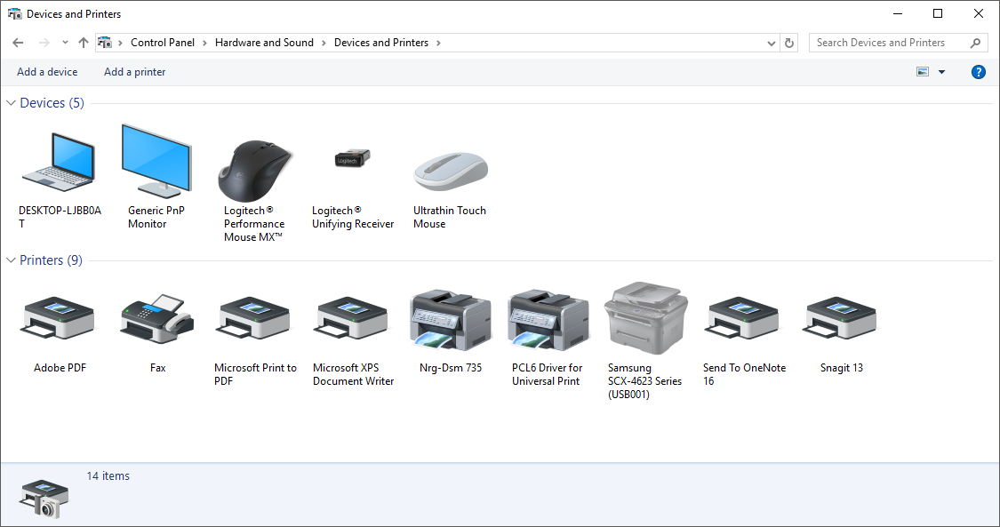 Devices and Printers
Control Panel > Hardware and Sound > Devices and Printers >
Search Devices and Printers
Add a device
Add a printer
?
Devices (5)
Logitech
DESKTOP-LJBB0A
T
Generic PnP
Monitor
Logitech®
Performance
Mouse MX™
Logitech®
Unifying Receiver
Ultrathin Touch
Mouse
Printers (9)
Adobe PDF
Fax
Microsoft Print to
PDF
Microsoft XPS
Document Writer
Nrg-Dsm 735
PCL6 Driver for
Universal Print
Samsung
SCX-4623 Series
(USB001)
Send To OneNote
16
Snagit 13
14 items